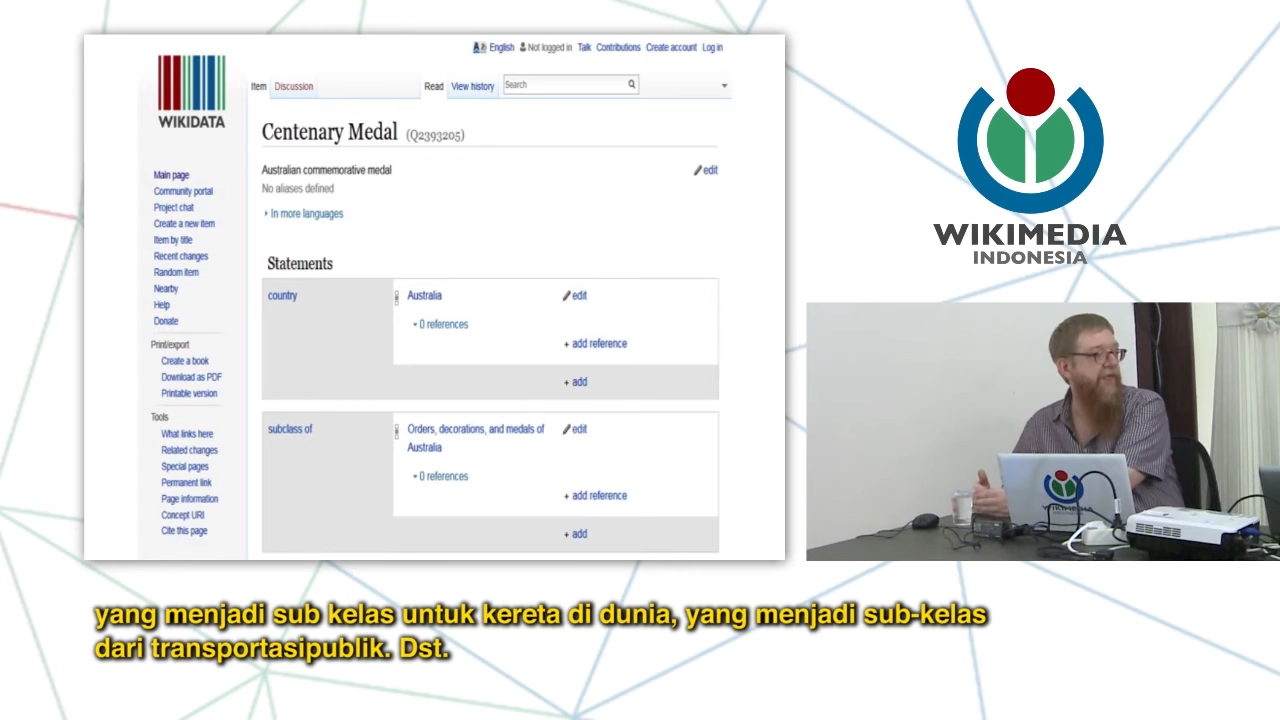 English Not logged in Talk Contributions Create account Log in
WIKIDATA
Item Discussion Read View history Search
Centenary Medal (Q2393205)
Australian commemorative medal edit
No aliases defined
In more languages
Main page
Community portal
Project chat
Create a new item
Item by title
Recent changes
Random item
Nearby
Help
Donate
Print/export
Create a book
Download as PDF
Printable version
Tools
What links here
Related changes
Special pages
Permanent link
Page information
Concept URI
Cite this page
Statements
country Australia edit
0 references
+ add reference
+ add
subclass of Orders, decorations, and medals of edit
Australia
0 references
+ add reference
+ add
WIKIMEDIA
INDONESIA
WIKIMEDIA
yang menjadi sub kelas untuk kereta di dunia, yang menjadi sub-kelas
dari transportasipublik. Dst.